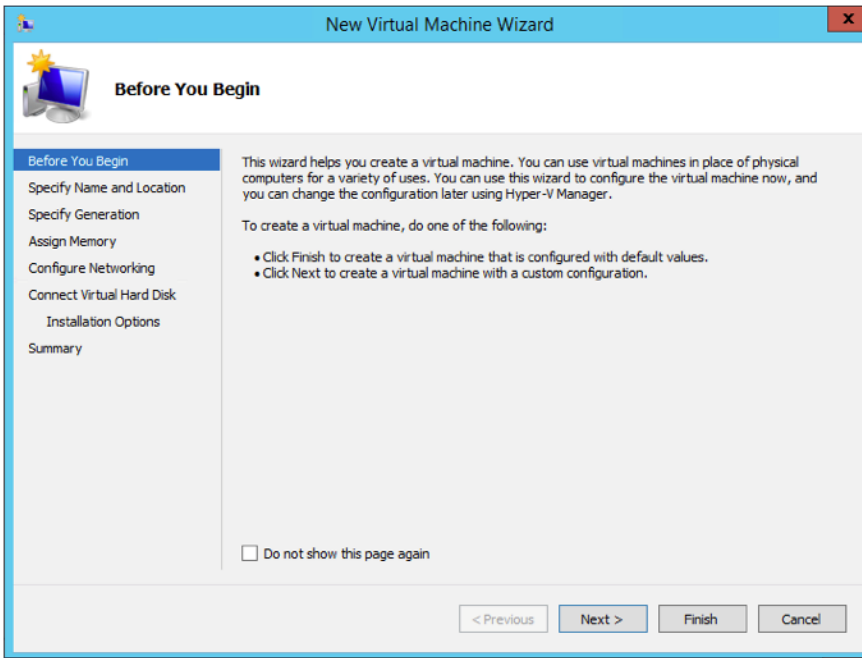 New Virtual Machine Wizard
x
Before You Begin
Before You Begin
Specify Name and Location
Specify Generation
Assign Memory
Configure Networking
Connect Virtual Hard Disk
Installation Options
Summary
This wizard helps you create a virtual machine. You can use virtual machines in place of physical
computers for a variety of uses. You can use this wizard to configure the virtual machine now, and
you can change the configuration later using Hyper-V Manager.
To create a virtual machine, do one of the following:
• Click Finish to create a virtual machine that is configured with default values.
• Click Next to create a virtual machine with a custom configuration.
Do not show this page again
< Previous
Next >
Finish
Cancel